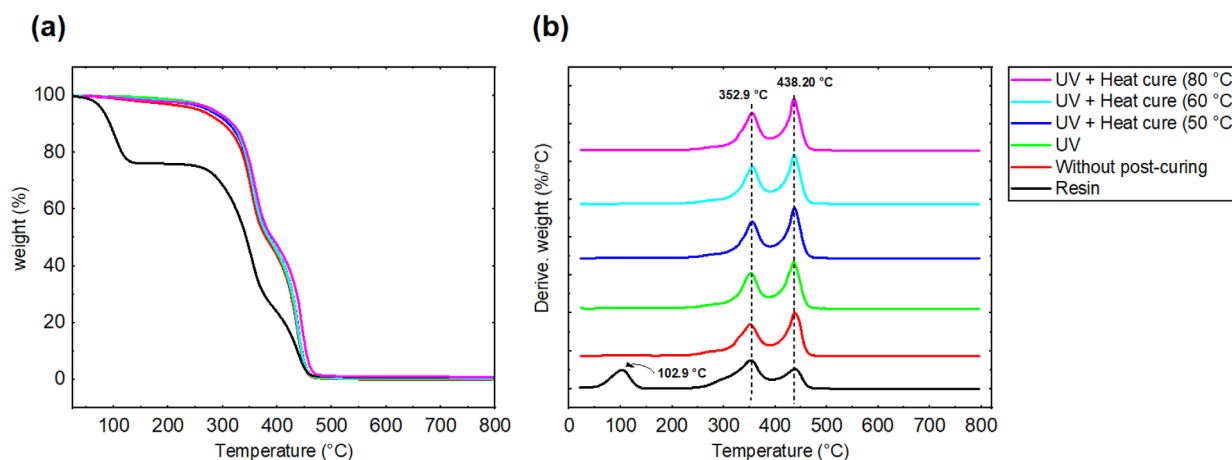 (a)
(b)
100
80
60
40
20
0
weight (%)
100 200 300 400 500 600 700 800
Temperature (°C)
Derive. weight (%/°C)
352.9 °C
438.20 °C
102.9 °C
0 100 200 300 400 500 600 700 800
Temperature (°C)
UV + Heat cure (80 °C)
UV + Heat cure (60 °C)
UV + Heat cure (50 °C)
UV
Without post-curing
Resin